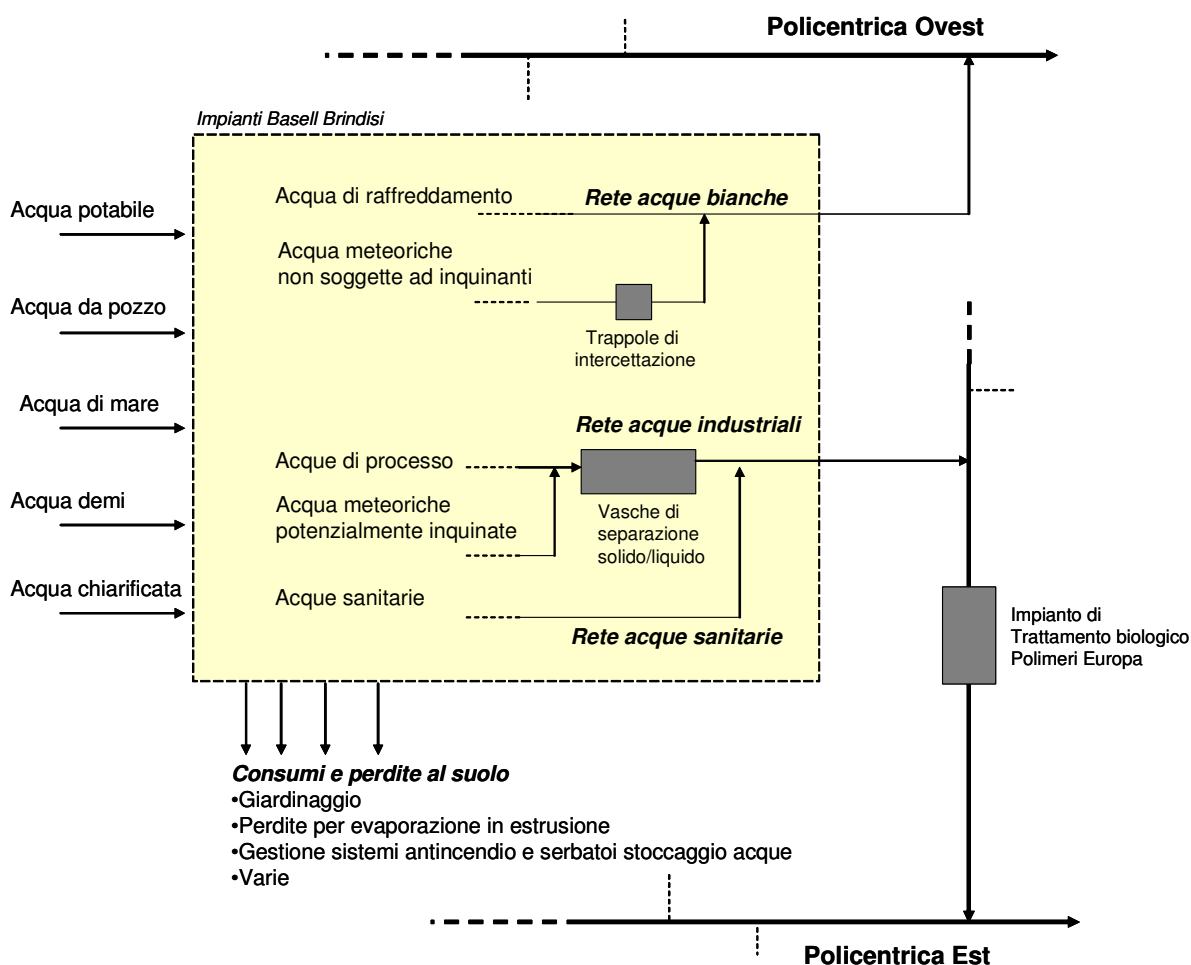 Policentrica Ovest
Impianti Basell Brindisi
Acqua potabile
Acqua da pozzo
Acqua di mare
Acqua demi
Acqua chiarificata
Acqua di raffreddamento
Rete acque bianche
Acqua meteoriche
non soggette ad inquinanti
Trappole di
intercettazione
Rete acque industriali
Acque di processo
Acqua meteoriche
potenzialmente inquinate
Vasche di
separazione
solido/liquido
Acque sanitarie
Rete acque sanitarie
Impianto di
Trattamento biologico
Polimeri Europa
Consumi e perdite al suolo
•Giardinaggio
•Perdite per evaporazione in estrusione
•Gestione sistemi antincendio e serbatoi stoccaggio acque
•Varie
Policentrica Est